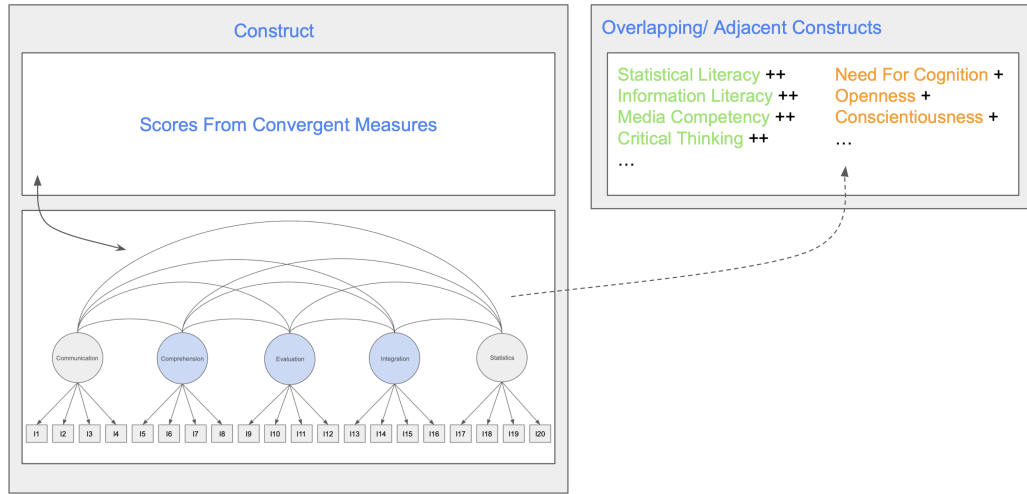 Construct
Scores From Convergent Measures
Communication
Comprehension
Evaluation
Integration
Statistics
I1 I2 I3 I4 I5 I6 I7 I8 I9 I10 I11 I12 I13 I14 I15 I16 I17 I18 I19 I20
Overlapping/ Adjacent Constructs
Statistical Literacy ++
Information Literacy ++
Media Competency ++
Critical Thinking ++
...
Need For Cognition +
Openness +
Conscientiousness +
...